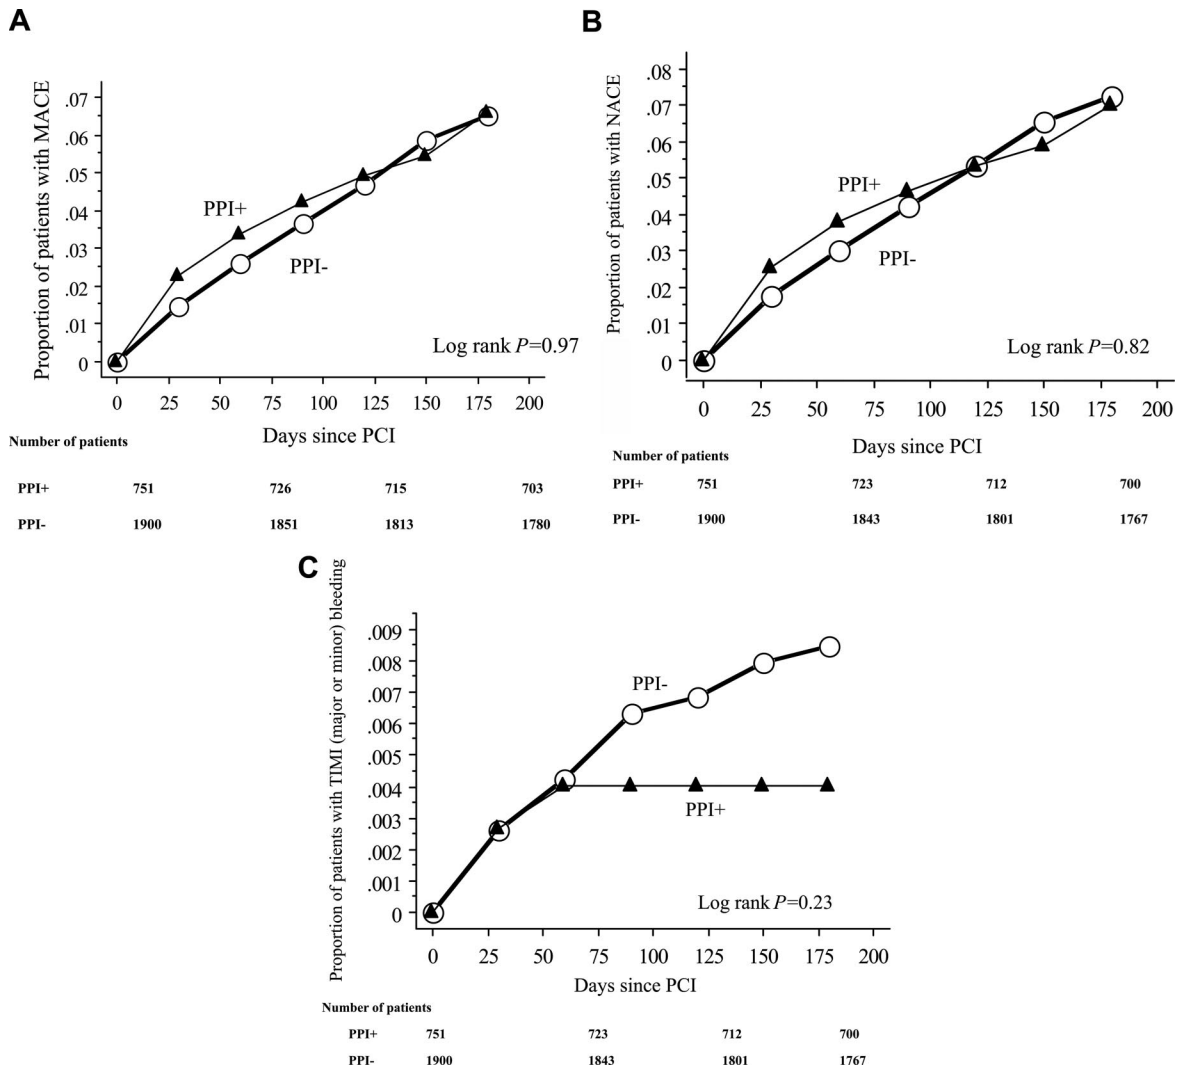 A
Proportion of patients with MACE
.07
.06
.05
.04
.03
.02
.01
0
PPI+
PPI-
Log rank P=0.97
0 25 50 75 100 125 150 175 200
Days since PCI
Number of patients
PPI+ 751 726 715 703
PPI- 1900 1851 1813 1780
B
Proportion of patients with NACE
.08
.07
.06
.05
.04
.03
.02
.01
0
PPI+
PPI-
Log rank P=0.82
0 25 50 75 100 125 150 175 200
Days since PCI
Number of patients
PPI+ 751 723 712 700
PPI- 1900 1843 1801 1767
C
Proportion of patients with TIMI (major or minor) bleeding
.009
.008
.007
.006
.005
.004
.003
.002
.001
0
PPI-
PPI+
Log rank P=0.23
0 25 50 75 100 125 150 175 200
Days since PCI
Number of patients
PPI+ 751 723 712 700
PPI- 1900 1843 1801 1767